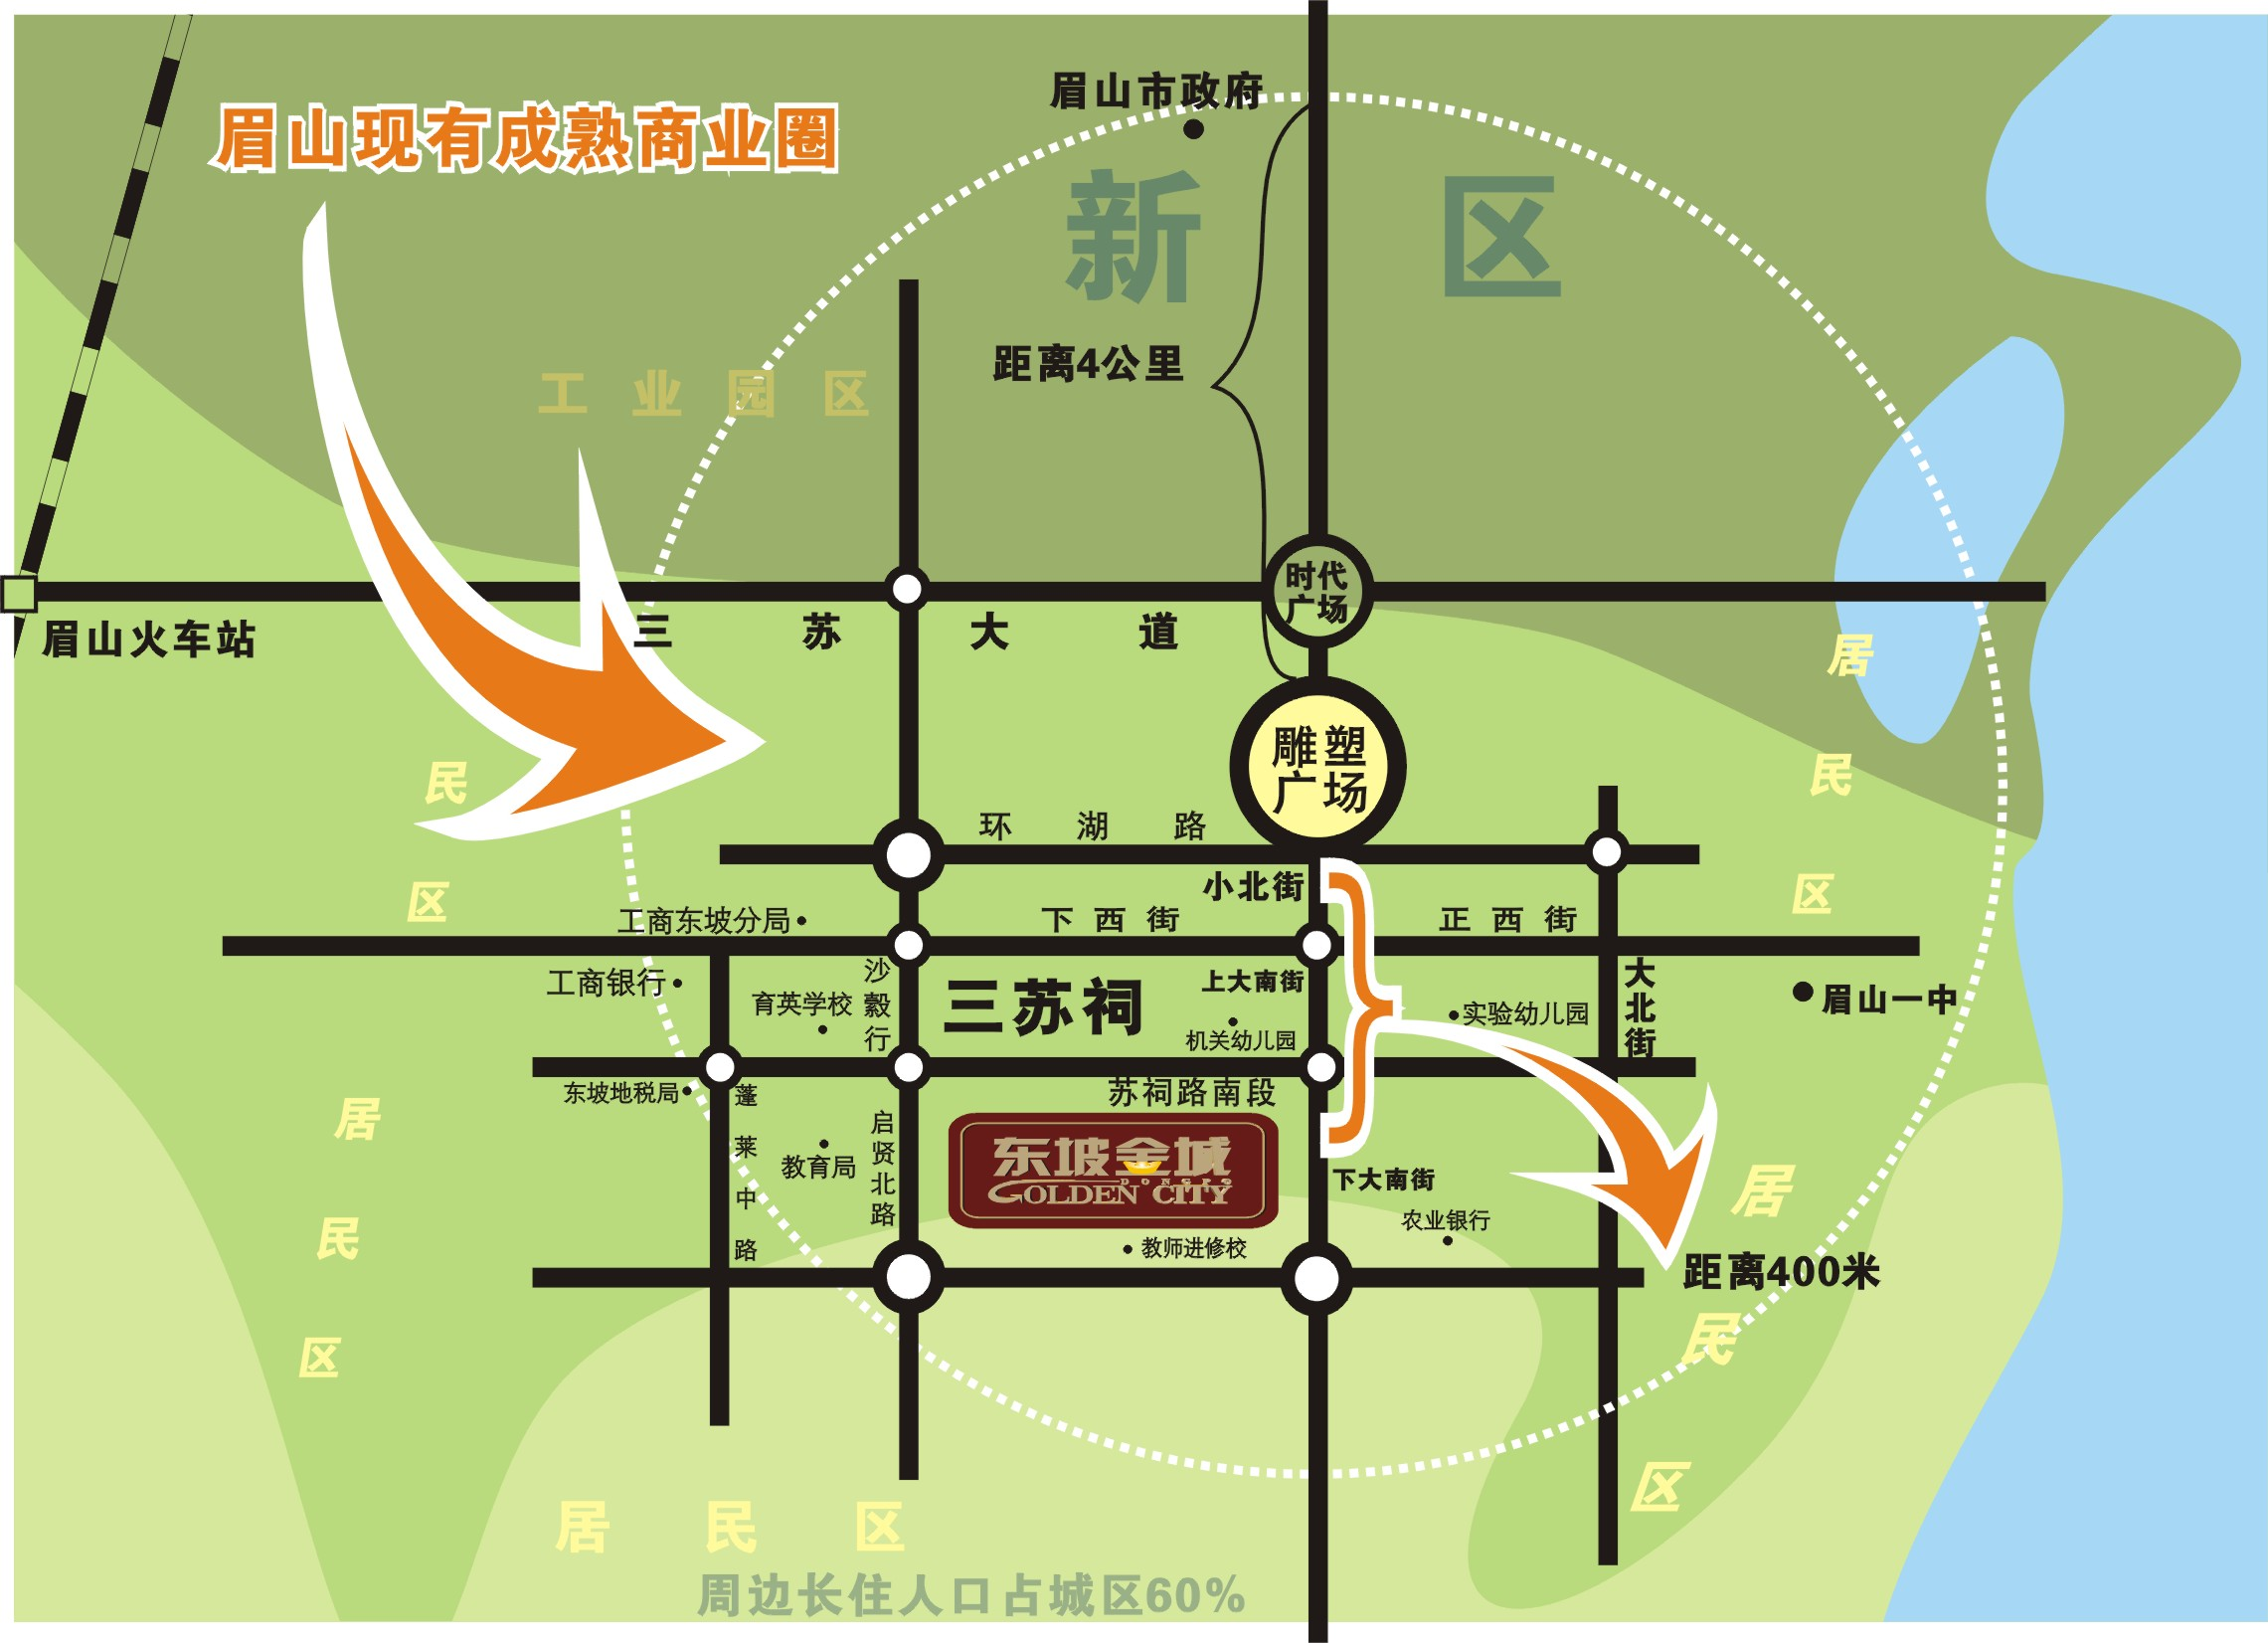 眉山市政府
眉山现有成熟商业圈
新区
距离4公里
工业园区
时代
广场
三苏大道
眉山火车站
居民区
雕塑
广场
民区
环湖路
小北街
工商东坡分局
下西街
正西街
工商银行
育英学校
沙縠行
三苏祠
上大南街
机关幼儿园
实验幼儿园
大北街
眉山一中
东坡地税局
蓬莱中路
苏祠路南段
启贤北路
教育局
东坡金城
DONGPO
GOLDEN CITY
下大南街
农业银行
教师进修校
距离400米
居民区
居民区
居民区
周边长住人口占城区60%